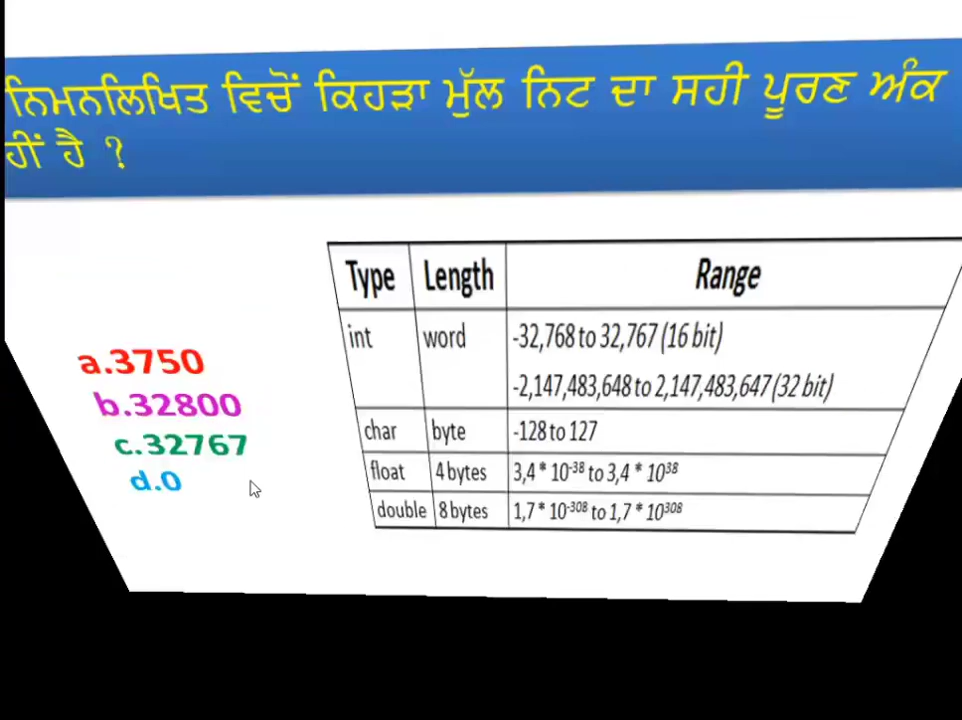 ਨਿਮਨਲਿਖਿਤ ਵਿਚੋਂ ਕਿਹੜਾ ਮੁੱਲ ਨਿਟ ਦਾ ਸਹੀ ਪੂਰਣ ਅੰਕ
ਹੀਂ ਹੈ ?
Type Length Range
int word -32,768 to 32,767 (16 bit)
-2,147,483,648 to 2,147,483,647 (32 bit)
char byte -128 to 127
float 4 bytes 3,4 * 10⁻³⁸ to 3,4 * 10³⁸
double 8 bytes 1,7 * 10⁻³⁰⁸ to 1,7 * 10³⁰⁸
a.3750
b.32800
c.32767
d.0